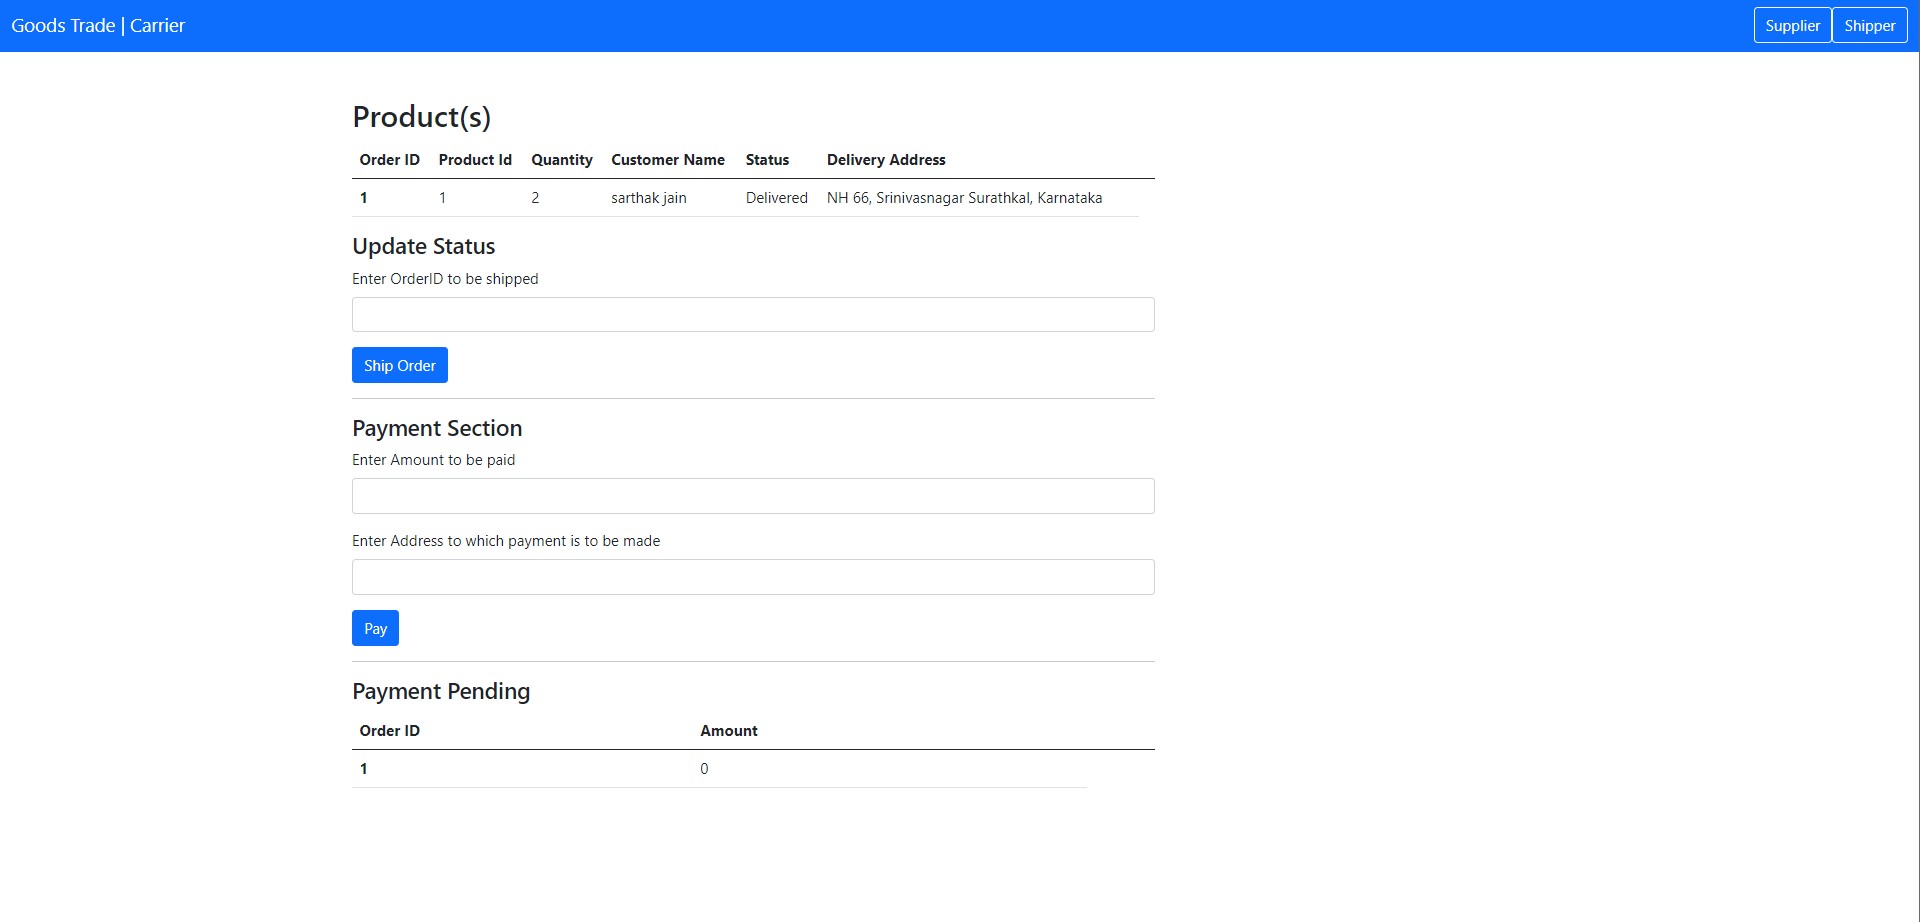 Goods Trade | Carrier Supplier Shipper
Product(s)
Order ID Product Id Quantity Customer Name Status Delivery Address
1 1 2 sarthak jain Delivered NH 66, Srinivasnagar Surathkal, Karnataka
Update Status
Enter OrderID to be shipped
Ship Order
Payment Section
Enter Amount to be paid
Enter Address to which payment is to be made
Pay
Payment Pending
Order ID Amount
1 0